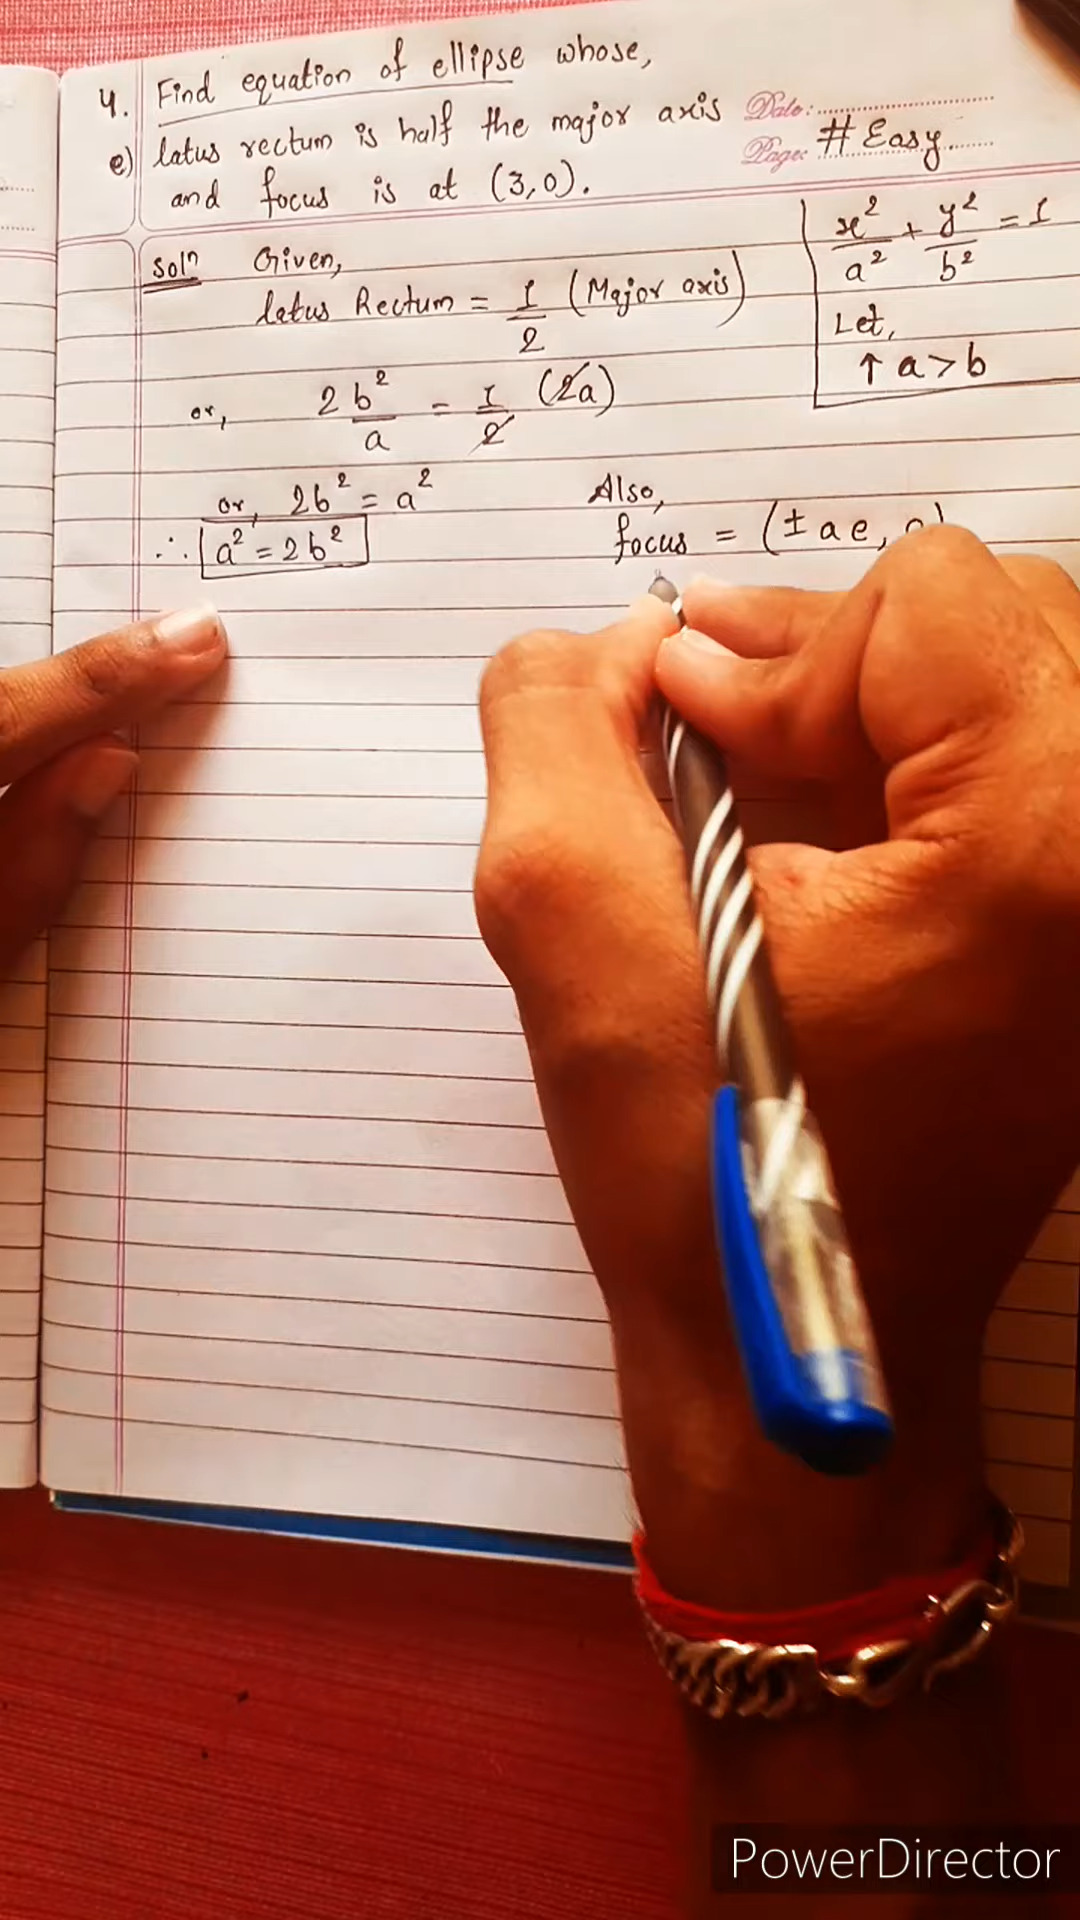 4. Find equation of ellipse whose,
e) latus rectum is half the major axis
and focus is at (3,0).
Date:
Page: # Easy.
Solⁿ Given,
latus Rectum = 1/2 (Major axis)
or, 2b²/a = 1/2 (2a)
or, 2b² = a²
∴ a² = 2b²
x²/a² + y²/b² = 1
Let,
↑ a > b
Also,
focus = (± ae, 0)
PowerDirector